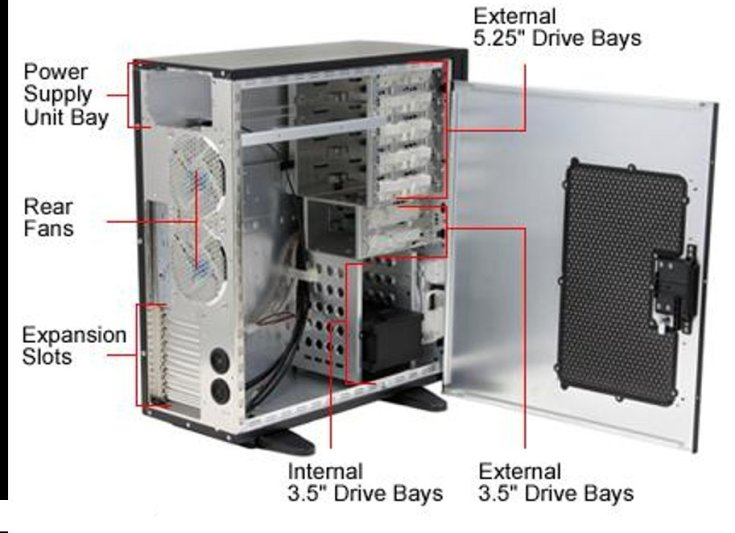 External
5.25" Drive Bays
Power
Supply
Unit Bay
Rear
Fans
Expansion
Slots
Internal
3.5" Drive Bays
External
3.5" Drive Bays